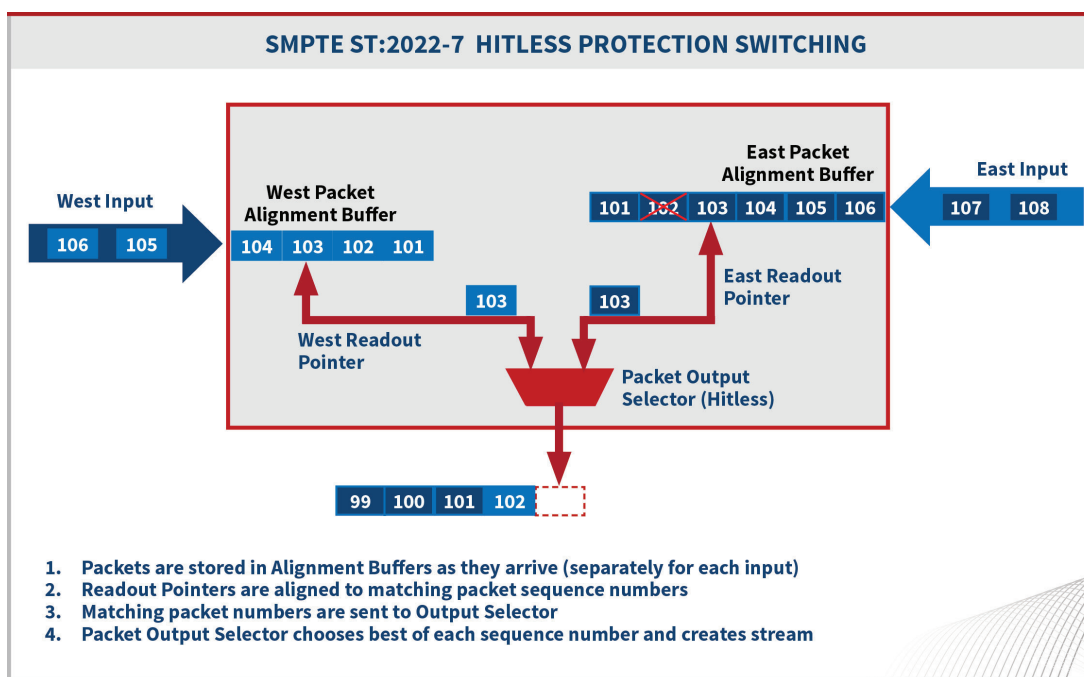 SMPTE ST:2022-7 HITLESS PROTECTION SWITCHING
West Input
106 105
West Packet
Alignment Buffer
104 103 102 101
East Packet
Alignment Buffer
101 102 103 104 105 106
East Input
107 108
103
103
West Readout
Pointer
East Readout
Pointer
Packet Output
Selector (Hitless)
99 100 101 102
1. Packets are stored in Alignment Buffers as they arrive (separately for each input)
2. Readout Pointers are aligned to matching packet sequence numbers
3. Matching packet numbers are sent to Output Selector
4. Packet Output Selector chooses best of each sequence number and creates stream